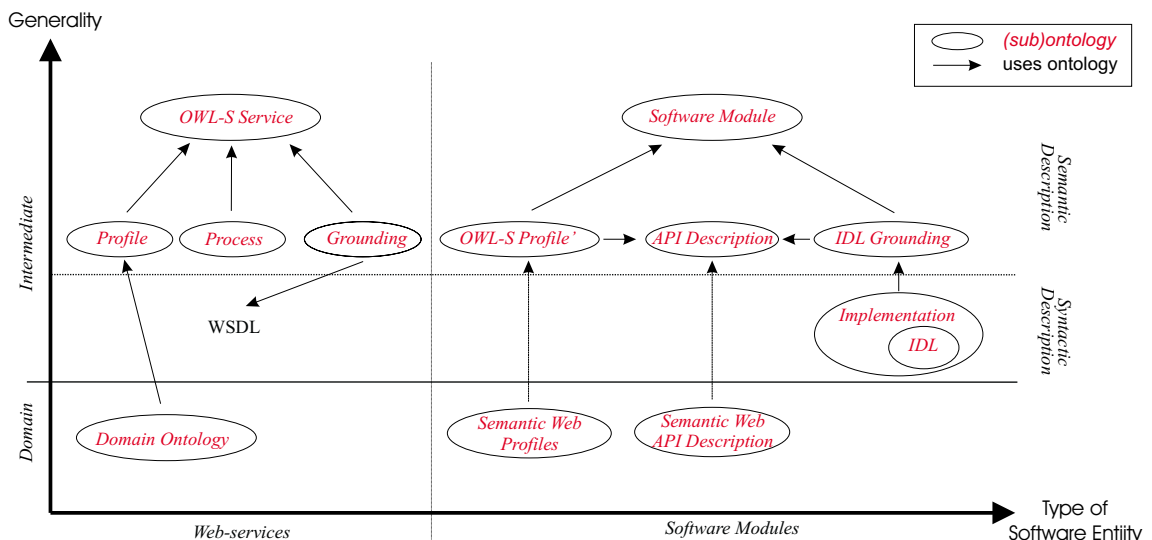 Generality
(sub)ontology
uses ontology
OWL-S Service
Software Module
Semantic
Description
Intermediate
Profile
Process
Grounding
OWL-S Profile’
API Description
IDL Grounding
WSDL
Implementation
IDL
Syntactic
Description
Domain
Domain Ontology
Semantic Web
Profiles
Semantic Web
API Description
Web-services
Software Modules
Type of
Software Entiity